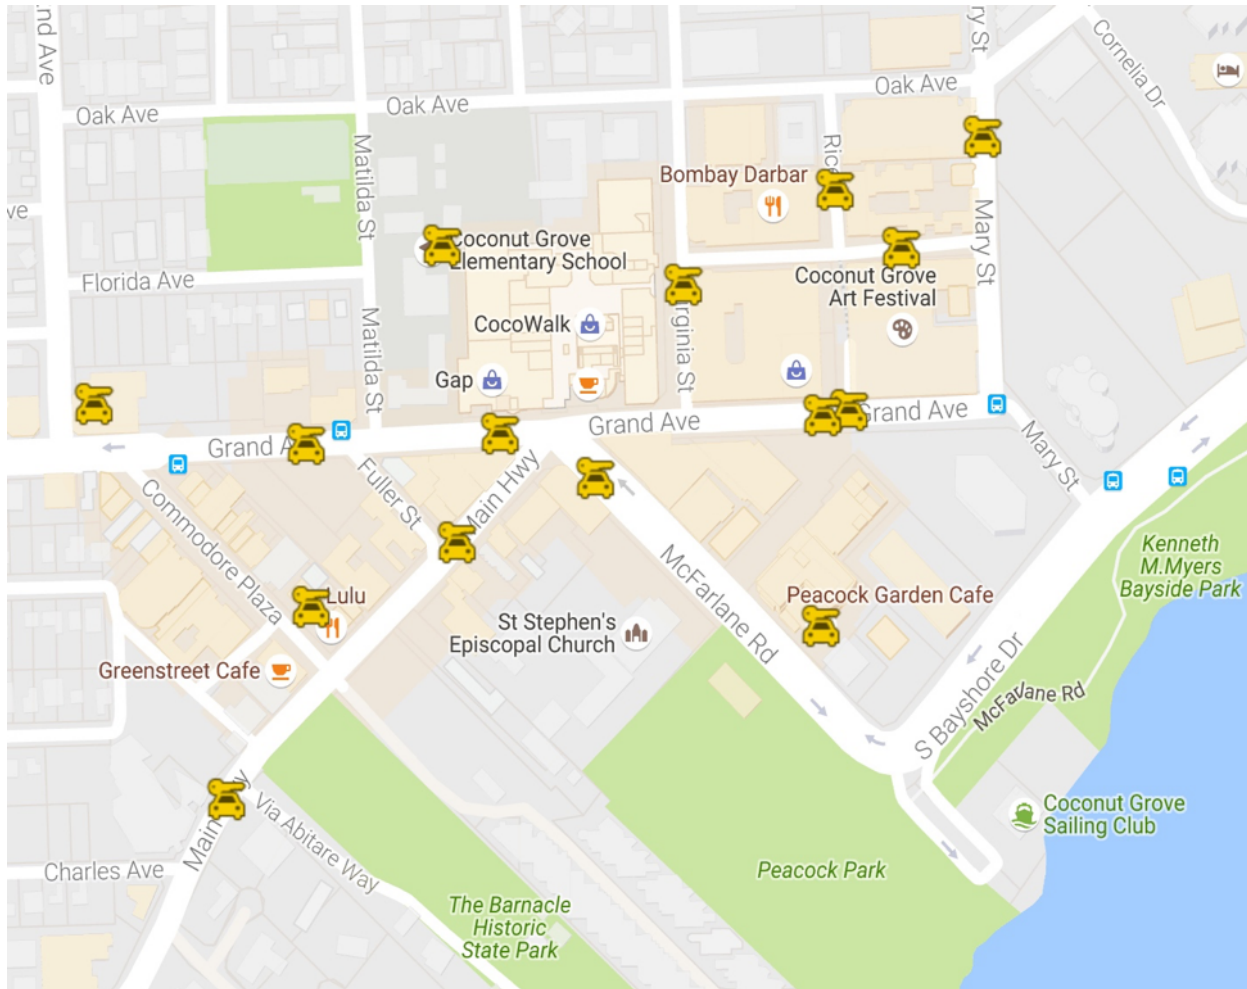 nd Ave
Oak Ave
Oak Ave
Oak Ave
Mary St
Cornelia Dr
Matilda St
Bombay Darbar
Rice
Mary St
ve
Coconut Grove
Elementary School
Florida Ave
Coconut Grove
Art Festival
CocoWalk
Matilda St
rginia St
Gap
Grand A
Grand Ave
Grand Ave
Mary St
Fuller St
Main Hwy
Commodore Plaza
McFarlane Rd
Kenneth
M.Myers
Bayside Park
Lulu
Peacock Garden Cafe
St Stephen's
Episcopal Church
Greenstreet Cafe
S Bayshore Dr
McFarlane Rd
Coconut Grove
Sailing Club
Main
y
Via Abitare Way
Charles Ave
Peacock Park
The Barnacle
Historic
State Park